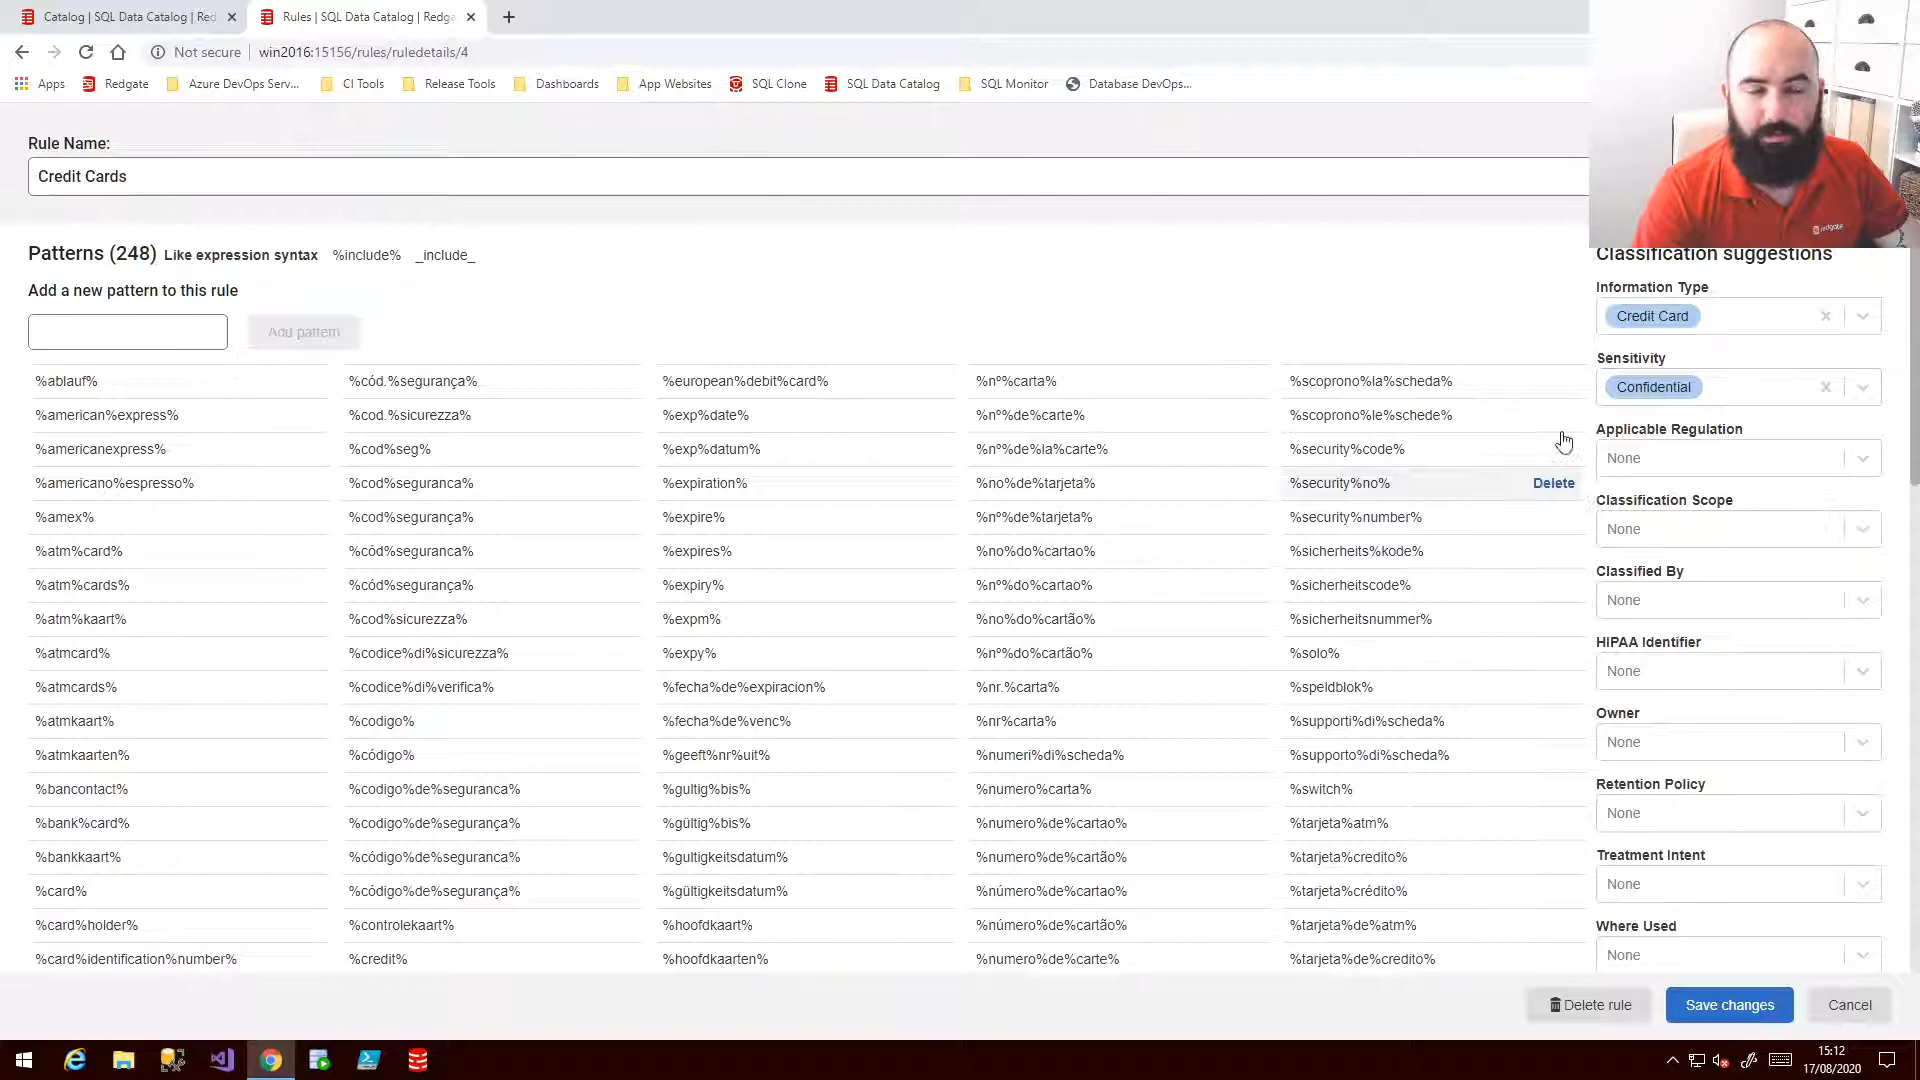 Catalog | SQL Data Catalog | Red
Rules | SQL Data Catalog | Redga
Not secure
win2016:15156/rules/ruledetails/4
Apps
Redgate
Azure DevOps Serv...
CI Tools
Release Tools
Dashboards
App Websites
SQL Clone
SQL Data Catalog
SQL Monitor
Database DevOps...
Rule Name:
Credit Cards
redgate
Patterns (248) Like expression syntax %include% _include_
Add a new pattern to this rule
Add pattern
%ablauf%
%american%express%
%americanexpress%
%americano%espresso%
%amex%
%atm%card%
%atm%cards%
%atm%kaart%
%atmcard%
%atmcards%
%atmkaart%
%atmkaarten%
%bancontact%
%bank%card%
%bankkaart%
%card%
%card%holder%
%card%identification%number%
%cód.%segurança%
%cod.%sicurezza%
%cod%seg%
%cod%seguranca%
%cod%segurança%
%cód%seguranca%
%cód%segurança%
%cod%sicurezza%
%codice%di%sicurezza%
%codice%di%verifica%
%codigo%
%código%
%codigo%de%seguranca%
%codigo%de%segurança%
%código%de%seguranca%
%código%de%segurança%
%controlekaart%
%credit%
%european%debit%card%
%exp%date%
%exp%datum%
%expiration%
%expire%
%expires%
%expiry%
%expm%
%expy%
%fecha%de%expiracion%
%fecha%de%venc%
%geeft%nr%uit%
%gultig%bis%
%gültig%bis%
%gultigkeitsdatum%
%gültigkeitsdatum%
%hoofdkaart%
%hoofdkaarten%
%nº%carta%
%nº%de%carte%
%nº%de%la%carte%
%no%de%tarjeta%
%nº%de%tarjeta%
%no%do%cartao%
%nº%do%cartao%
%no%do%cartão%
%nº%do%cartão%
%nr.%carta%
%nr%carta%
%numeri%di%scheda%
%numero%carta%
%numero%de%cartao%
%numero%de%cartão%
%número%de%cartao%
%número%de%cartão%
%numero%de%carte%
%scoprono%la%scheda%
%scoprono%le%schede%
%security%code%
%security%no%
Delete
%security%number%
%sicherheits%kode%
%sicherheitscode%
%sicherheitsnummer%
%solo%
%speldblok%
%supporti%di%scheda%
%supporto%di%scheda%
%switch%
%tarjeta%atm%
%tarjeta%credito%
%tarjeta%crédito%
%tarjeta%de%atm%
%tarjeta%de%credito%
Classification suggestions
Information Type
Credit Card
Sensitivity
Confidential
Applicable Regulation
None
Classification Scope
None
Classified By
None
HIPAA Identifier
None
Owner
None
Retention Policy
None
Treatment Intent
None
Where Used
None
Delete rule
Save changes
Cancel
15:12
17/08/2020